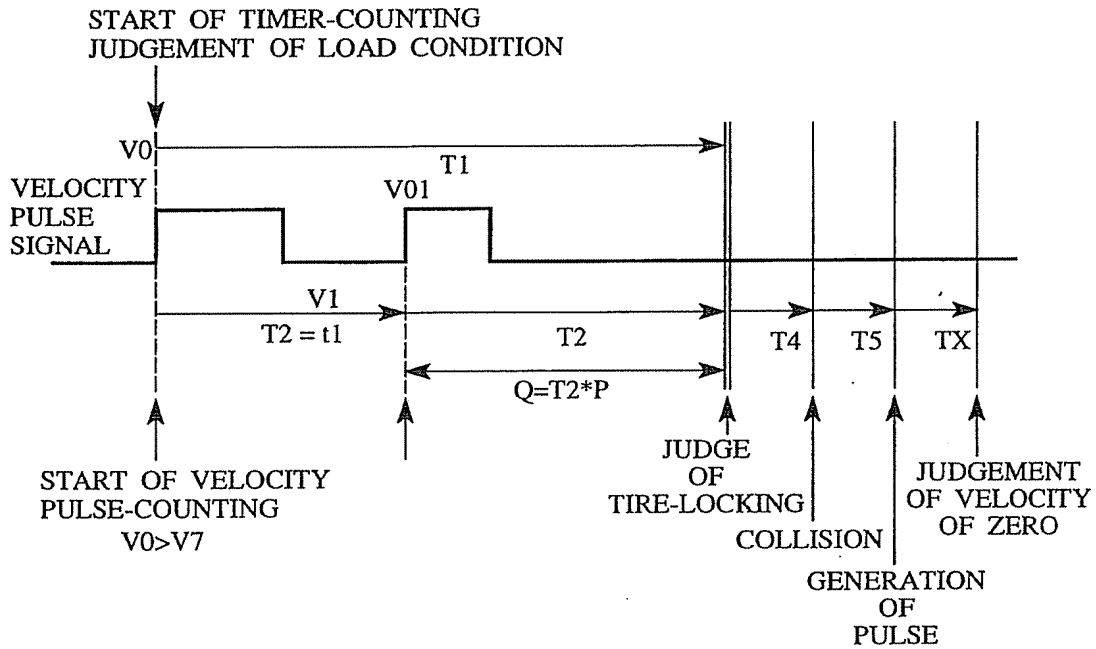 START OF TIMER-COUNTING
JUDGEMENT OF LOAD CONDITION
V0
T1
VELOCITY
PULSE
SIGNAL
V01
V1
T2 = t1
T2
T4
T5
TX
Q=T2*P
START OF VELOCITY
PULSE-COUNTING
V0>V7
JUDGE
OF
TIRE-LOCKING
COLLISION
GENERATION
OF
PULSE
JUDGEMENT
OF VELOCITY
OF ZERO